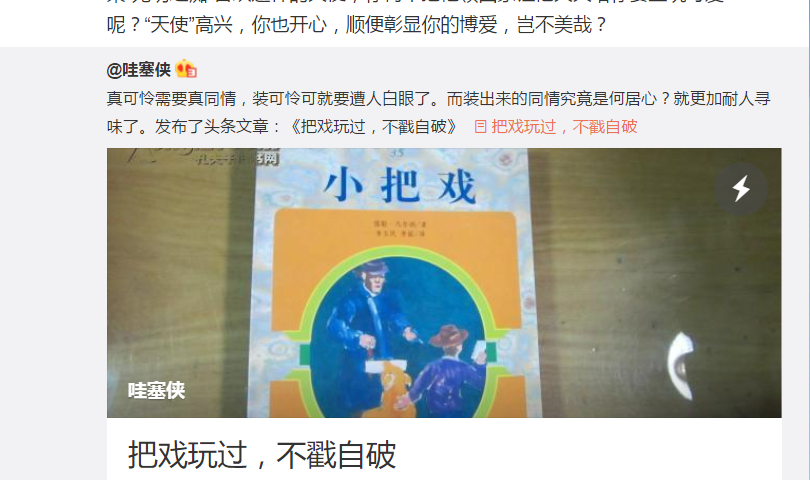 呢？“天使”高兴，你也开心，顺便彰显你的博爱，岂不美哉？
@哇塞侠
真可怜需要真同情，装可怜可就要遭人白眼了。而装出来的同情究竟是何居心？就更加耐人寻
味了。发布了头条文章：《把戏玩过，不戳自破》 把戏玩过，不戳自破
35
小把戏
哇塞侠
把戏玩过，不戳自破